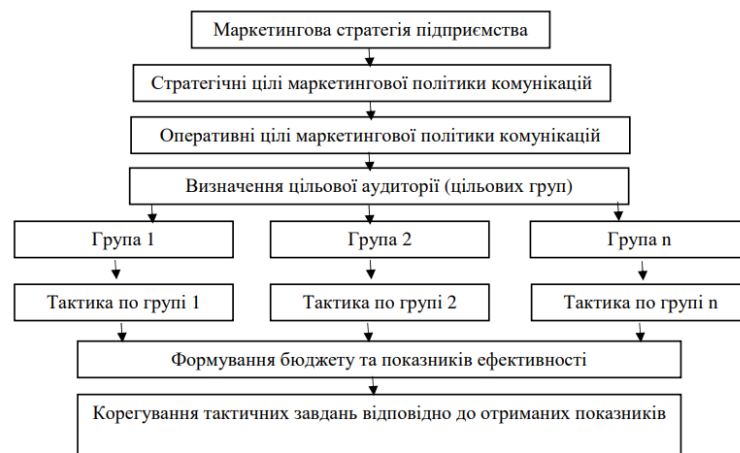 Маркетингова стратегія підприємства
Стратегічні цілі маркетингової політики комунікацій
Оперативні цілі маркетингової політики комунікацій
Визначення цільової аудиторії (цільових груп)
Група 1
Група 2
Група n
Тактика по групі 1
Тактика по групі 2
Тактика по групі n
Формування бюджету та показників ефективності
Корегування тактичних завдань відповідно до отриманих показників